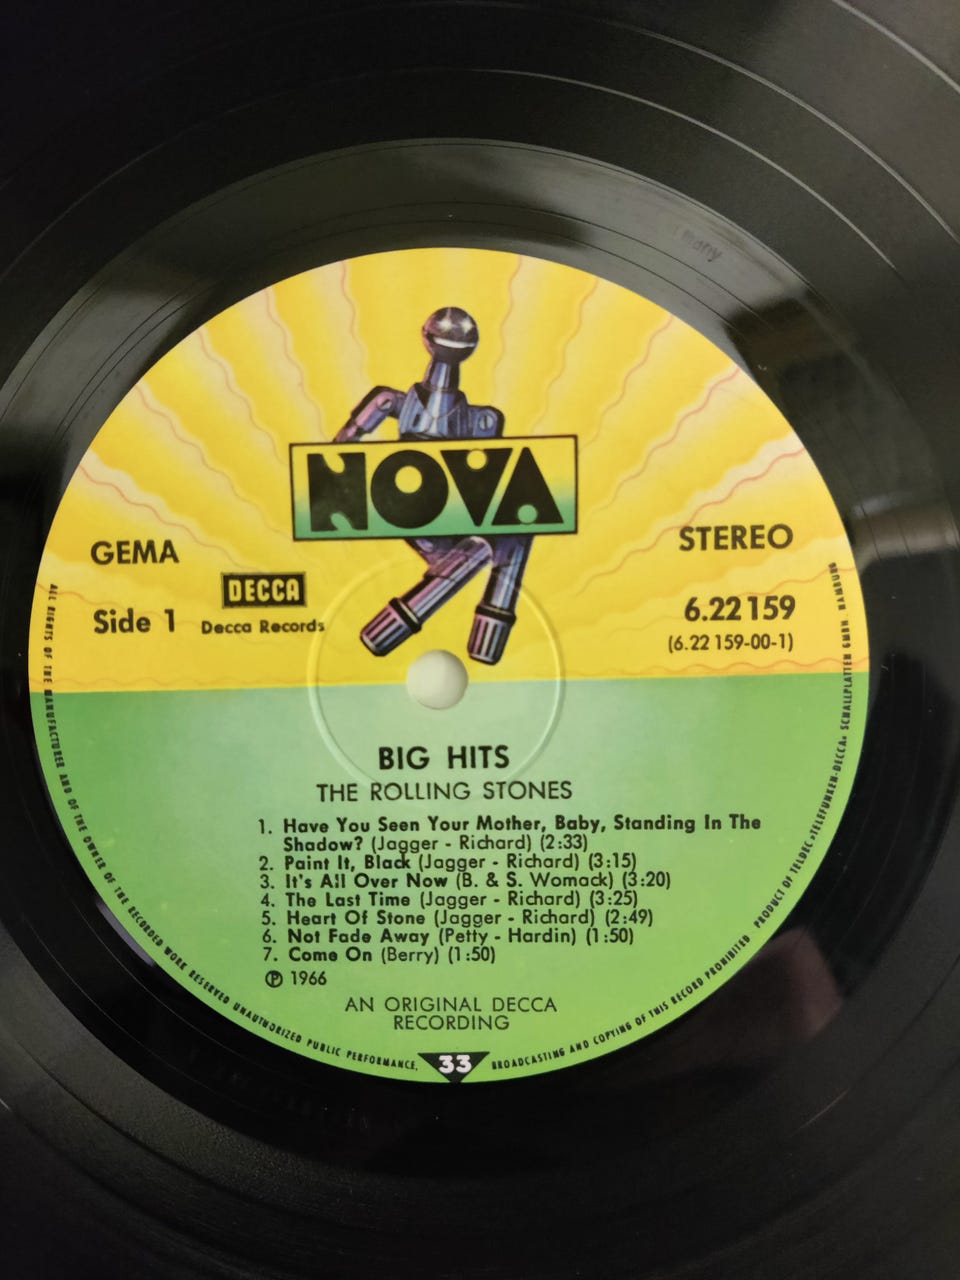 NOVA
GEMA
STEREO
DECCA
Side 1
Decca Records
6.22159
(6.22 159-00-1)
BIG HITS
THE ROLLING STONES
1. Have You Seen Your Mother, Baby, Standing In The
Shadow? (Jagger - Richard) (2:33)
2. Paint It, Black (Jagger - Richard) (3:15)
3. It's All Over Now (B. & S. Womack) (3:20)
4. The Last Time (Jagger - Richard) (3:25)
5. Heart Of Stone (Jagger - Richard) (2:49)
6. Not Fade Away (Petty - Hardin) (1:50)
7. Come On (Berry) (1:50)
℗ 1966
AN ORIGINAL DECCA
RECORDING
33
ALL RIGHTS OF THE MANUFACTURER AND OF THE OWNER OF THE RECORDED WORK RESERVED UNAUTHORIZED PUBLIC PERFORMANCE, BROADCASTING AND COPYING OF THIS RECORD PROHIBITED PRODUCT OF TELDEC »TELEFUNKEN-DECCA« SCHALLPLATTEN GMBH. HAMBURG